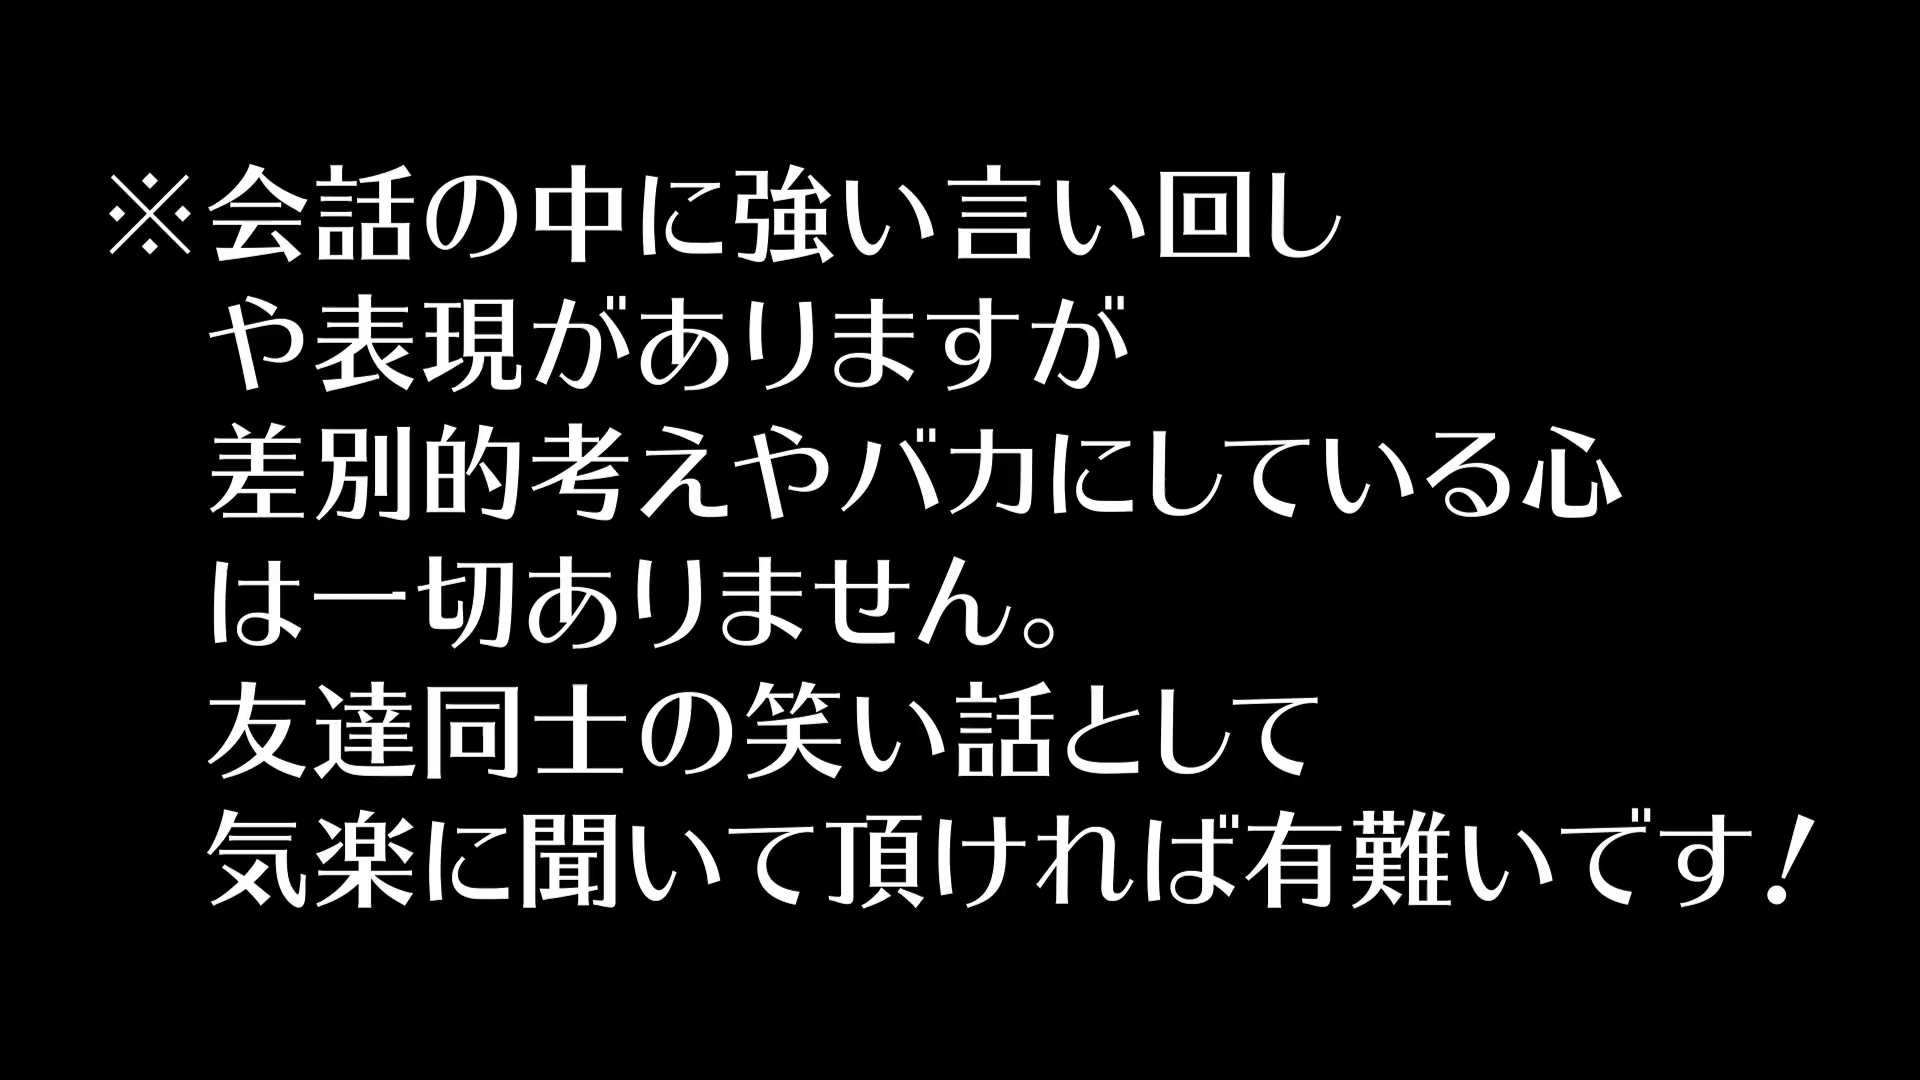 ※会話の中に強い言い回し
や表現がありますが
差別的考えやバカにしている心
は一切ありません。
友達同士の笑い話として
気楽に聞いて頂ければ有難いです！